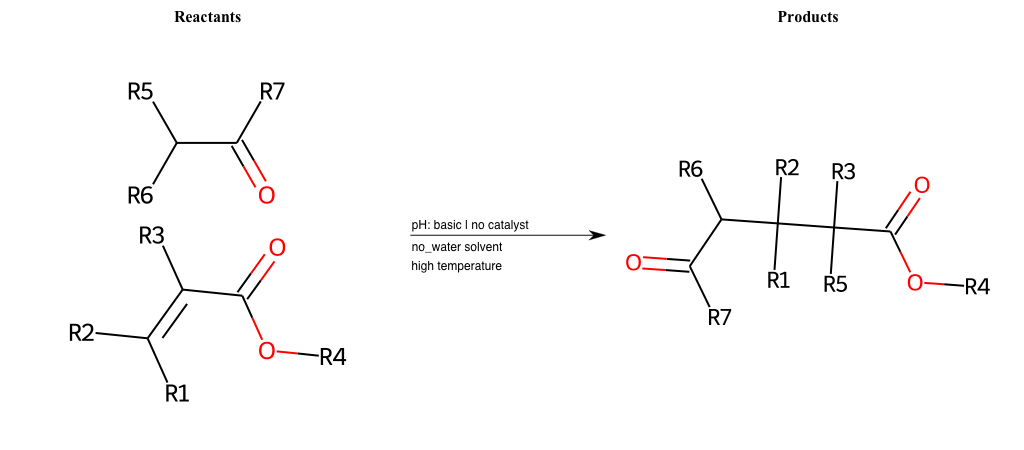 Reactants
Products
R5
R7
R6
O
R3
O
R2
O
R4
R1
pH: basic | no catalyst
no_water solvent
high temperature
R6
R2
R3
O
O
R1
R5
O
R4
R7